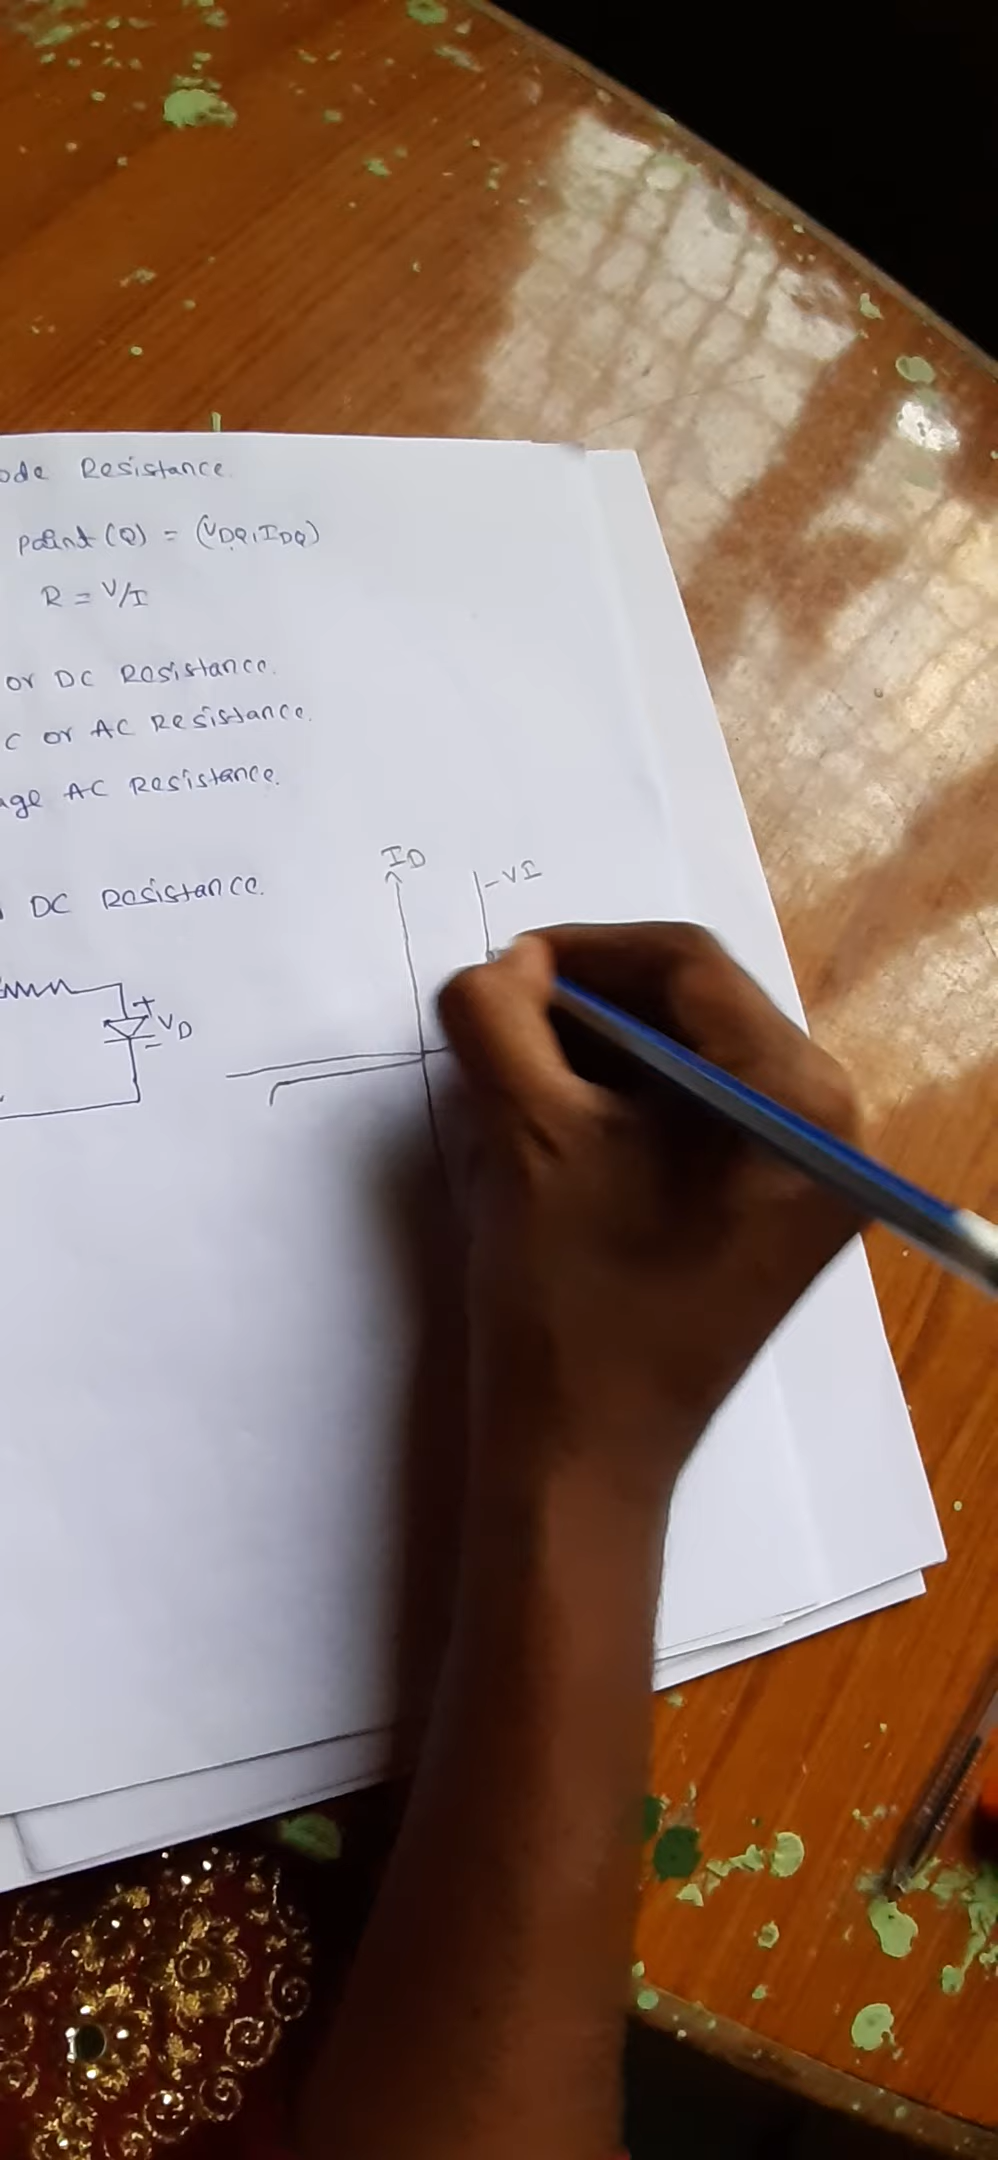 ode Resistance
point (Q) = (VDQ, IDQ)
R = V/I
or DC Resistance.
c or AC Resistance.
age AC Resistance.
DC Resistance.
ID
-VI
+
VD
-